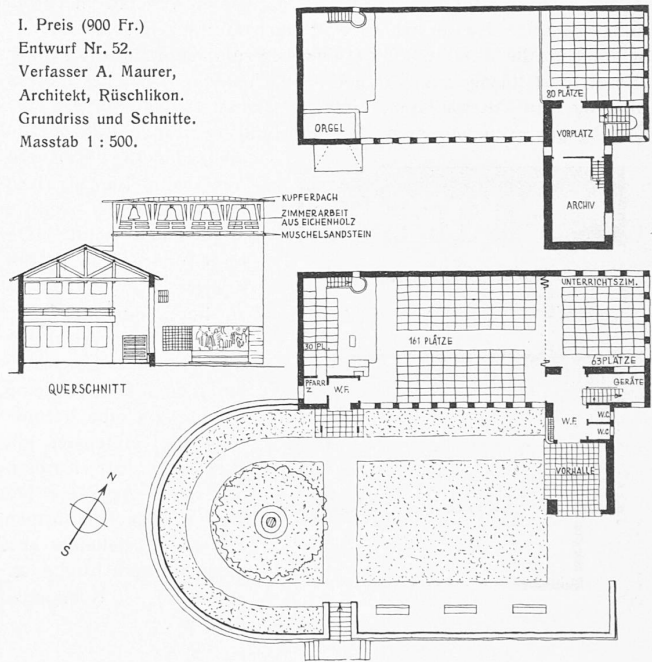 I. Preis (900 Fr.)
Entwurf Nr. 52.
Verfasser A. Maurer,
Architekt, Rüschlikon.
Grundriss und Schnitte.
Masstab 1 : 500.
80 PLÄTZE
ORGEL
VORPLATZ
ARCHIV
KUPFERDACH
ZIMMERARBEIT
AUS EICHENHOLZ
MUSCHELSANDSTEIN
QUERSCHNITT
UNTERRICHTSZIM.
30 PL.
161 PLÄTZE
63 PLÄTZE
PFARR
Z
W.F.
GERÄTE
W.F.
W.C
W.C
VORHALLE
N
S